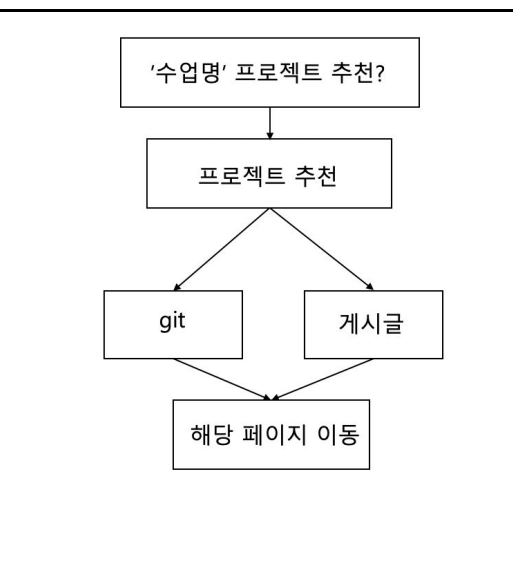 '수업명' 프로젝트 추천?
프로젝트 추천
git
게시글
해당 페이지 이동